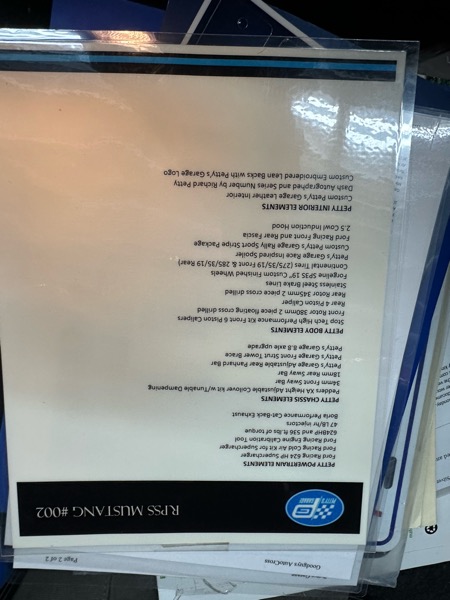 PETTY'S GARAGE
RPSS MUSTANG #002
PETTY POWERTRAIN ELEMENTS
Ford Racing 624 HP Supercharger
Ford Racing Cold Air Kit for Supercharger
Ford Racing Engine Calibration Tool
624BHP and 536 ft.lbs of torque
47 LB/hr injectors
Borla Performance Cat-Back Exhaust
PETTY CHASSIS ELEMENTS
Pedders XA Height Adjustable Coilover kit w/Tunable Dampening
34mm Front Sway Bar
18mm Rear Sway Bar
Petty's Garage Adjustable Rear Panhard Bar
Petty's Garage Front Strut Tower Brace
Petty's Garage 8.8 axle upgrade
PETTY BODY ELEMENTS
Stop Tech High Performance Kit Front 6 Piston Calipers
Front Rotor 380mm 2 piece floating cross drilled
Rear 4 Piston Caliper
Rear Rotor 345mm 2 piece cross drilled
Stainless Steel Brake Lines
Forgeline SP3S 19" Custom Finished Wheels
Continental Tires (275/35/19 Front & 285/35/19 Rear)
Petty's Garage Race Inspired Spoiler
Custom Petty's Garage Rally Sport Stripe Package
Ford Racing Front and Rear Fascia
2.5 Cowl Induction Hood
PETTY INTERIOR ELEMENTS
Custom Petty's Garage Leather Interior
Dash Autographed and Series Number by Richard Petty
Custom Embroidered Lean Backs with Petty's Garage Logo
Goodguys AutoCross
Page 2 of 2